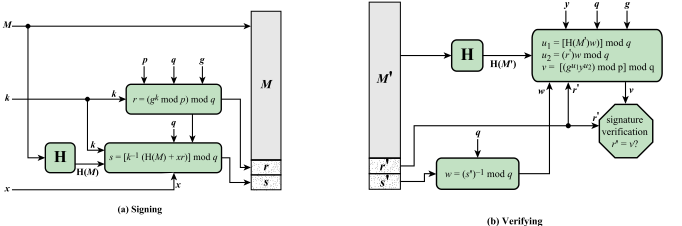 M
p q g
k
k
r = (g^k mod p) mod q
M
q
k
H
H(M)
s = [k^-1 (H(M) + xr)] mod q
r
s
x
x
(a) Signing
y q g
M'
H
H(M')
u1 = [H(M')w)] mod q
u2 = (r')w mod q
v = [(g^u1 y^u2) mod p] mod q
w
r'
v
r'
signature
verification
r' = v?
q
r'
s'
w = (s')^-1 mod q
(b) Verifying